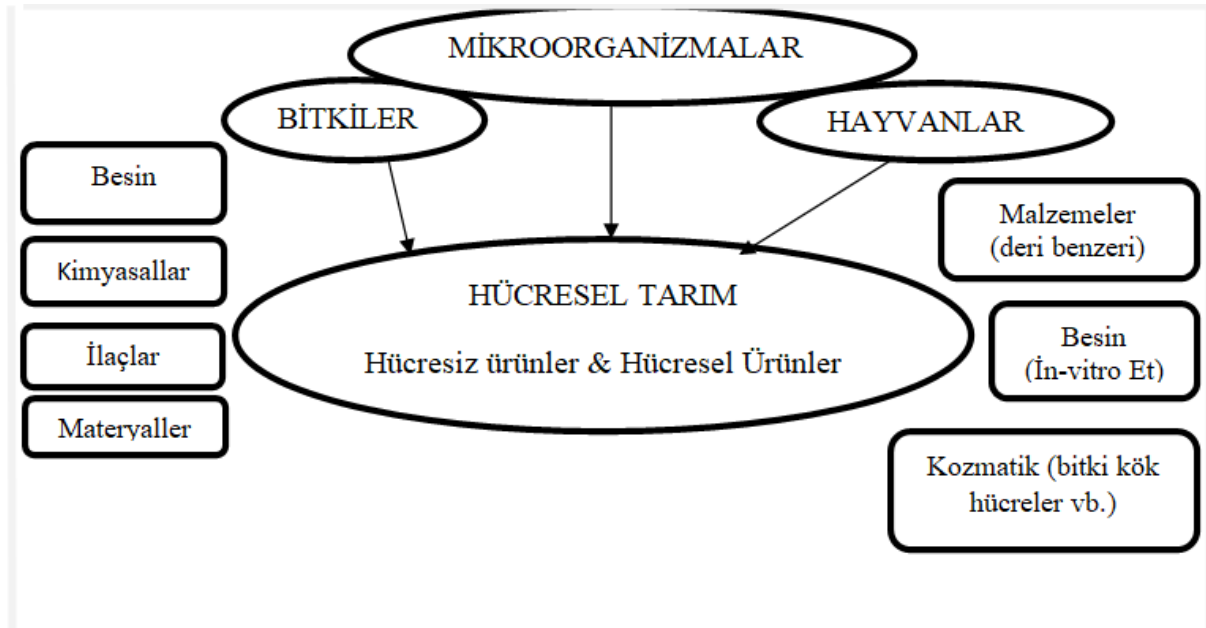 MİKROORGANİZMALAR
BİTKİLER
HAYVANLAR
Besin
Kimyasallar
İlaçlar
Materyaller
HÜCRESEL TARIM
Hücresiz ürünler & Hücresel Ürünler
Malzemeler
(deri benzeri)
Besin
(İn-vitro Et)
Kozmatik (bitki kök
hücreler vb.)